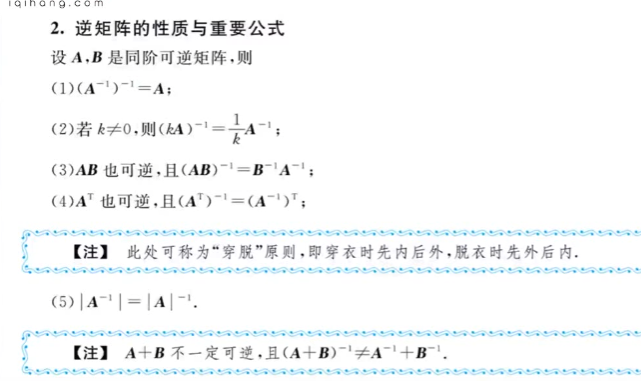 iqihang.com
2. 逆矩阵的性质与重要公式
设 A,B 是同阶可逆矩阵,则
(1)(A⁻¹)⁻¹=A;
(2)若 k≠0,则(kA)⁻¹=1/k A⁻¹;
(3)AB 也可逆,且(AB)⁻¹=B⁻¹A⁻¹;
(4)Aᵀ 也可逆,且(Aᵀ)⁻¹=(A⁻¹)ᵀ;
【注】 此处可称为“穿脱”原则,即穿衣时先内后外,脱衣时先外后内.
(5)|A⁻¹|=|A|⁻¹.
【注】 A+B 不一定可逆,且(A+B)⁻¹≠A⁻¹+B⁻¹.